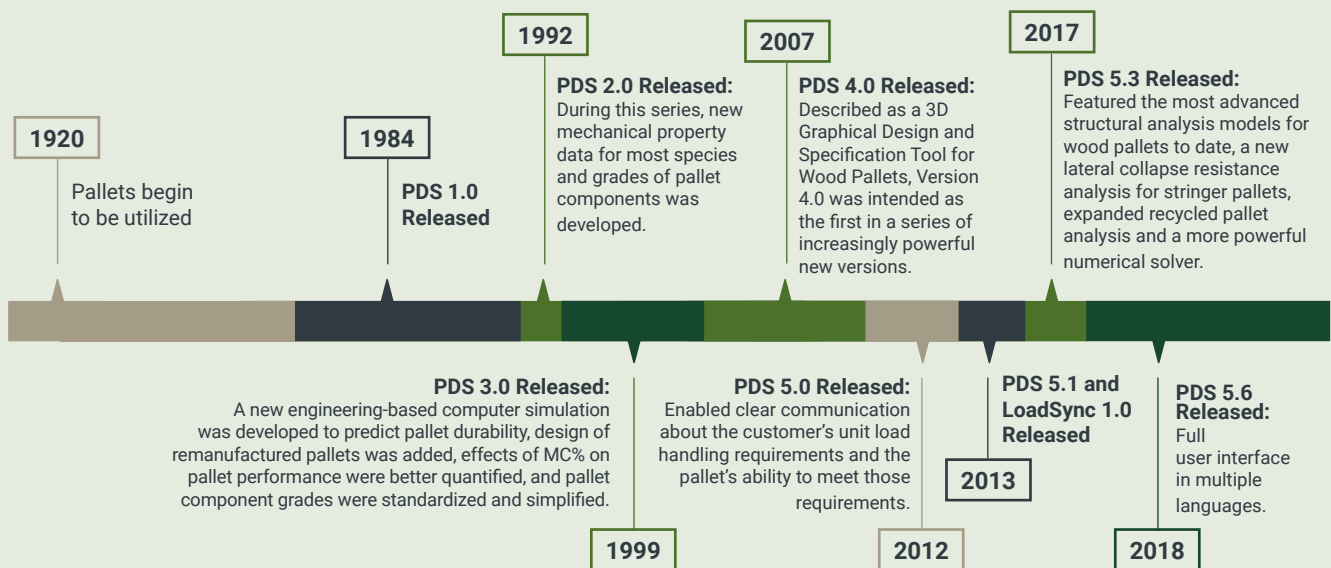 1920
Pallets begin
to be utilized
1984
PDS 1.0
Released
1992
PDS 2.0 Released:
During this series, new
mechanical property
data for most species
and grades of pallet
components was
developed.
2007
PDS 4.0 Released:
Described as a 3D
Graphical Design and
Specification Tool for
Wood Pallets, Version
4.0 was intended as
the first in a series of
increasingly powerful
new versions.
2017
PDS 5.3 Released:
Featured the most advanced
structural analysis models for
wood pallets to date, a new
lateral collapse resistance
analysis for stringer pallets,
expanded recycled pallet
analysis and a more powerful
numerical solver.
PDS 3.0 Released:
A new engineering-based computer simulation
was developed to predict pallet durability, design of
remanufactured pallets was added, effects of MC% on
pallet performance were better quantified, and pallet
component grades were standardized and simplified.
1999
PDS 5.0 Released:
Enabled clear communication
about the customer’s unit load
handling requirements and the
pallet’s ability to meet those
requirements.
2012
PDS 5.1 and
LoadSync 1.0
Released
2013
PDS 5.6
Released:
Full
user interface
in multiple
languages.
2018